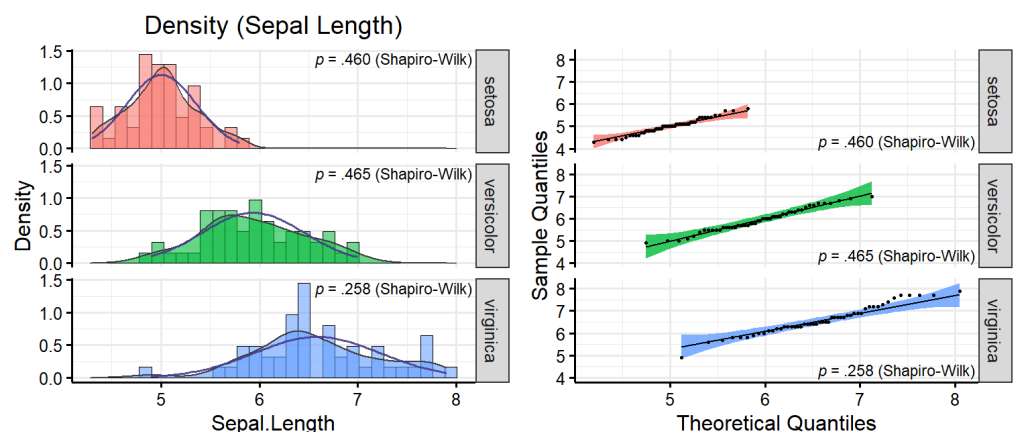 Density (Sepal Length)
Density
1.5
1.0
0.5
0.0
p = .460 (Shapiro-Wilk)
setosa
1.5
1.0
0.5
0.0
p = .465 (Shapiro-Wilk)
versicolor
1.5
1.0
0.5
0.0
p = .258 (Shapiro-Wilk)
virginica
5 6 7 8
Sepal.Length
Sample Quantiles
8
7
6
5
4
p = .460 (Shapiro-Wilk)
setosa
8
7
6
5
4
p = .465 (Shapiro-Wilk)
versicolor
8
7
6
5
4
p = .258 (Shapiro-Wilk)
virginica
5 6 7 8
Theoretical Quantiles